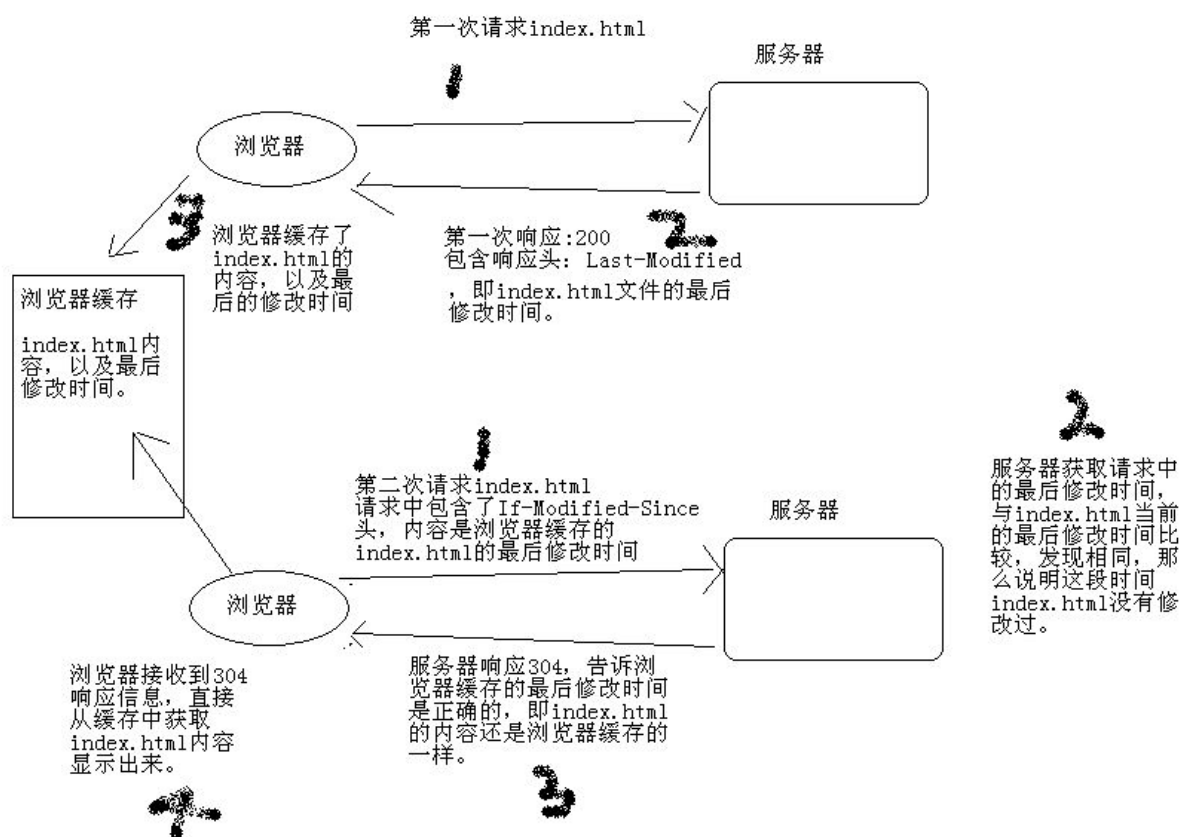 第一次请求index.html
1
服务器
浏览器
3
浏览器缓存了
index.html的
内容，以及最
后的修改时间
2
第一次响应:200
包含响应头: Last-Modified
，即index.html文件的最后
修改时间。
浏览器缓存
index.html内
容，以及最后
修改时间。
1
第二次请求index.html
请求中包含了If-Modified-Since
头，内容是浏览器缓存的
index.html的最后修改时间
服务器
2
服务器获取请求中
的最后修改时间，
与index.html当前
的最后修改时间比
较，发现相同，那
么说明这段时间
index.html没有修
改过。
浏览器
服务器响应304，告诉浏
览器缓存的最后修改时间
是正确的，即index.html
的内容还是浏览器缓存的
一样。
3
浏览器接收到304
响应信息，直接
从缓存中获取
index.html内容
显示出来。
4